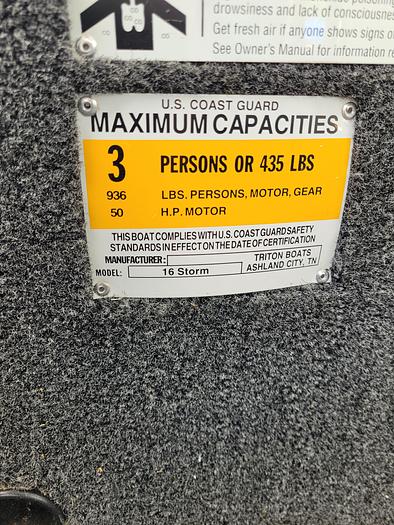 drowsiness and lack of consciousness
Get fresh air if anyone shows signs o
See Owner's Manual for information re
U.S. COAST GUARD
MAXIMUM CAPACITIES
3 PERSONS OR 435 LBS
936 LBS. PERSONS, MOTOR, GEAR
50 H.P. MOTOR
THIS BOAT COMPLIES WITH U.S. COAST GUARD SAFETY
STANDARDS IN EFFECT ON THE DATE OF CERTIFICATION
MANUFACTURER: TRITON BOATS
ASHLAND CITY, TN
MODEL: 16 Storm